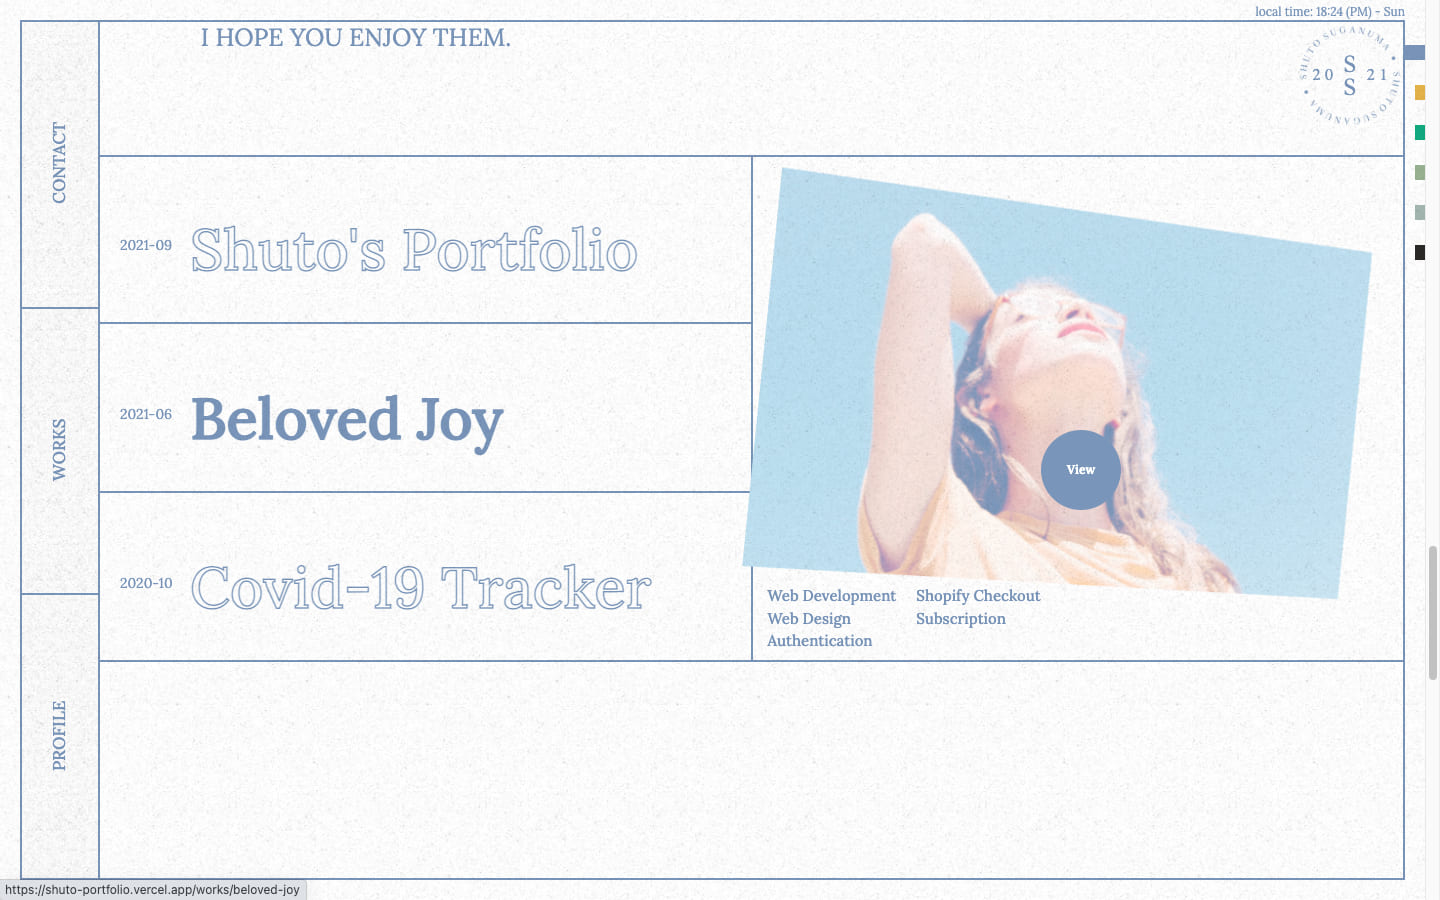 local time: 18:24 (PM) - Sun
I HOPE YOU ENJOY THEM.
SHUTO SUGANUMA • SHUTO SUGANUMA •
20 S S 21
CONTACT
WORKS
PROFILE
2021-09 Shuto's Portfolio
2021-06 Beloved Joy
2020-10 Covid-19 Tracker
View
Web Development Shopify Checkout
Web Design Subscription
Authentication
https://shuto-portfolio.vercel.app/works/beloved-joy